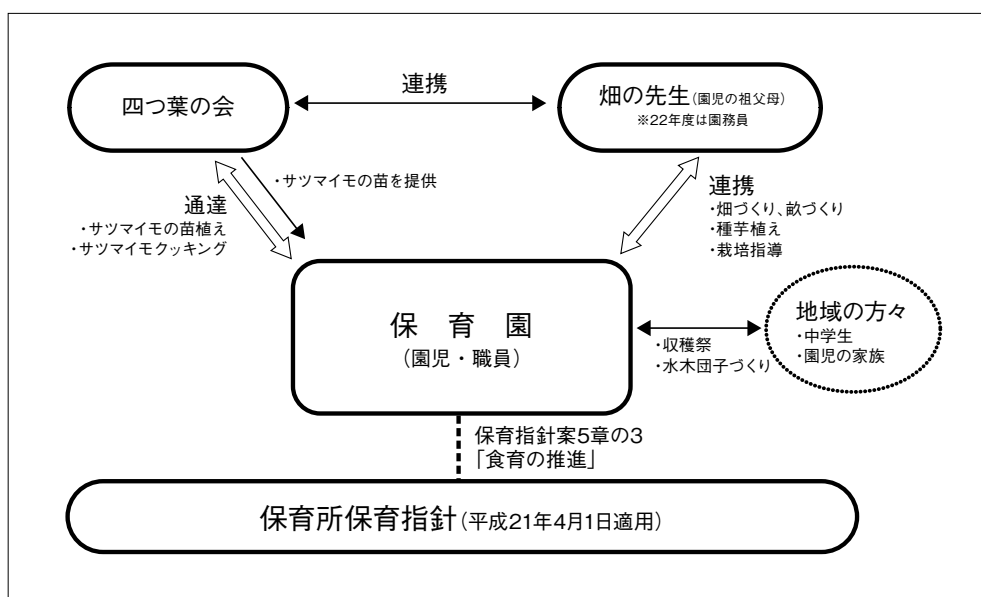 連携
四つ葉の会
畑の先生(園児の祖父母)
※22年度は園務員
・サツマイモの苗を提供
通達
・サツマイモの苗植え
・サツマイモクッキング
連携
・畑づくり、畝づくり
・種芋植え
・栽培指導
保育園
(園児・職員)
地域の方々
・中学生
・園児の家族
・収穫祭
・水木団子づくり
保育指針案5章の3
「食育の推進」
保育所保育指針(平成21年4月1日適用)